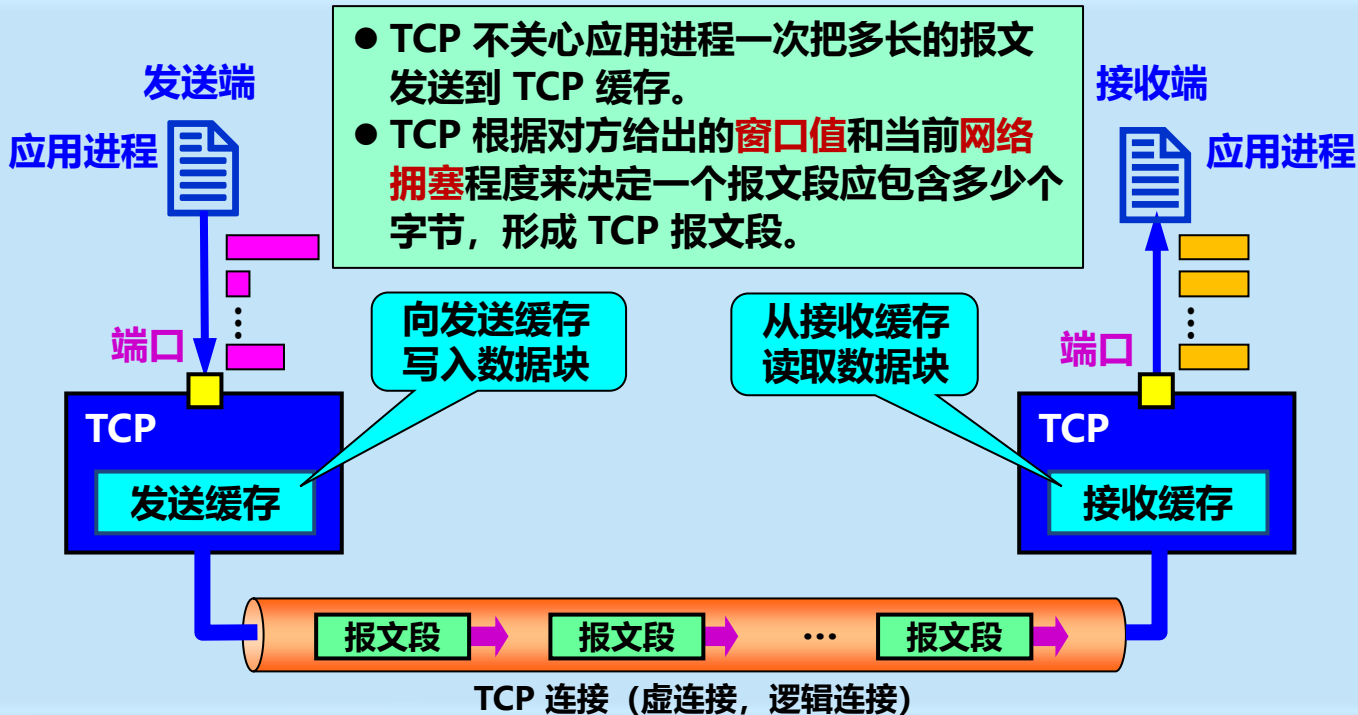 ● TCP 不关心应用进程一次把多长的报文
发送到 TCP 缓存。
● TCP 根据对方给出的窗口值和当前网络
拥塞程度来决定一个报文段应包含多少个
字节，形成 TCP 报文段。
发送端
应用进程
接收端
应用进程
端口
向发送缓存
写入数据块
从接收缓存
读取数据块
端口
TCP
发送缓存
TCP
接收缓存
报文段
报文段
…
报文段
TCP 连接（虚连接，逻辑连接）